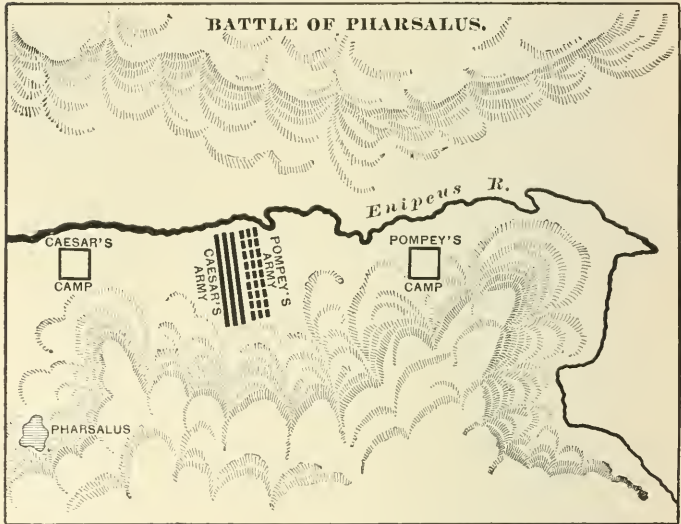 BATTLE OF PHARSALUS.
Enipeus R.
CAESAR'S
CAMP
CAESAR'S
ARMY
POMPEY'S
ARMY
POMPEY'S
CAMP
PHARSALUS